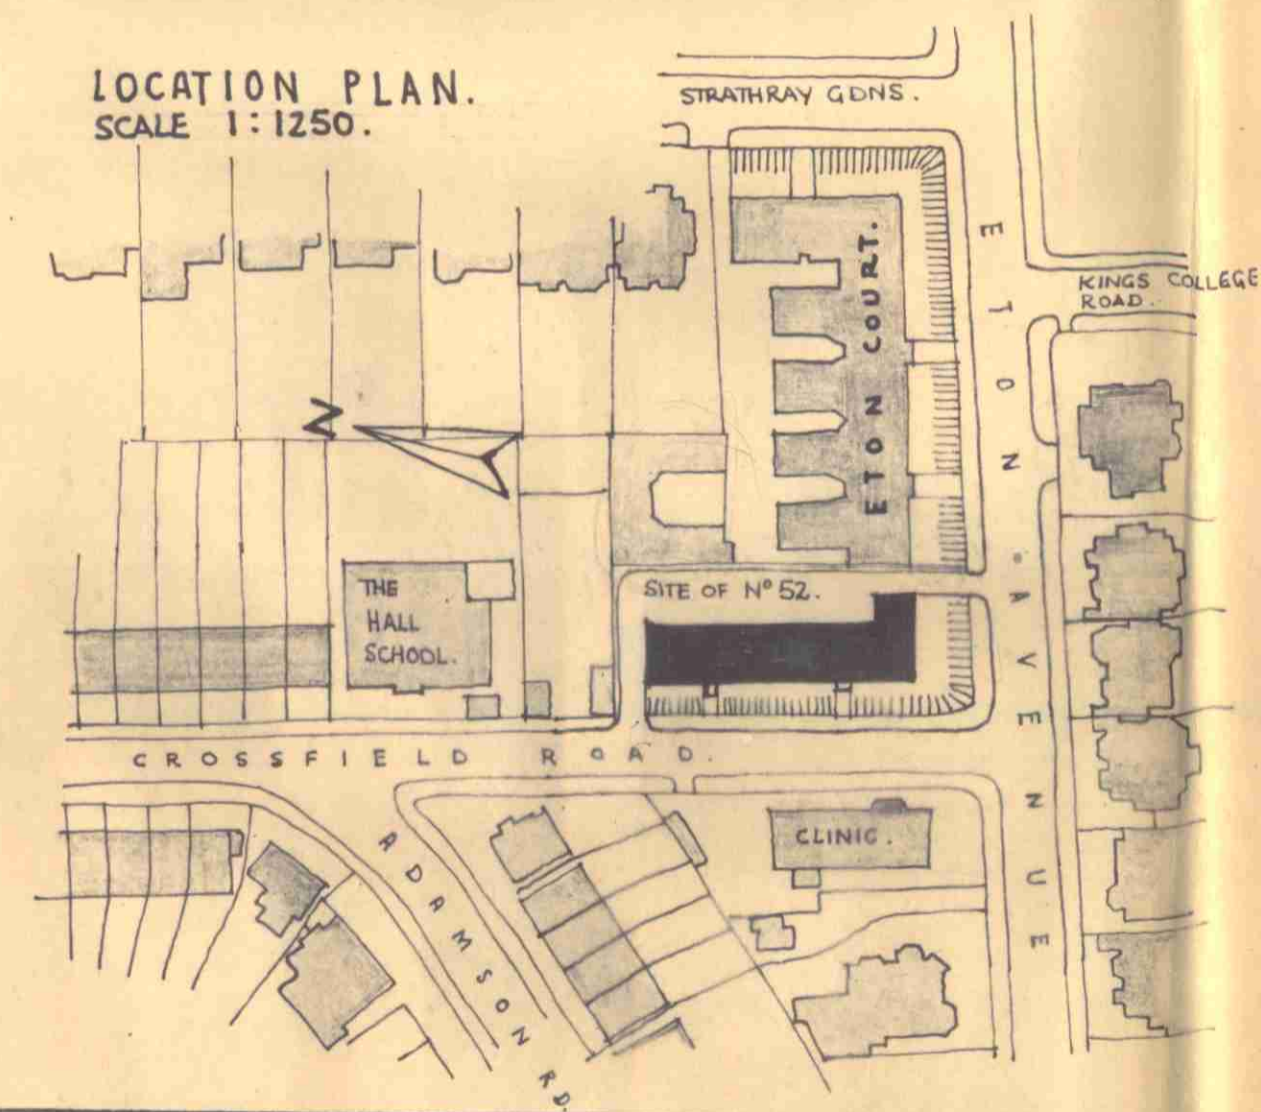 LOCATION PLAN.
SCALE 1:1250.
STRATHRAY GDNS.
ETON AVENUE
KINGS COLLEGE
ROAD.
ETON COURT.
N
THE
HALL
SCHOOL.
SITE OF Nº 52.
CROSSFIELD ROAD.
CLINIC.
ADAMSON RD.